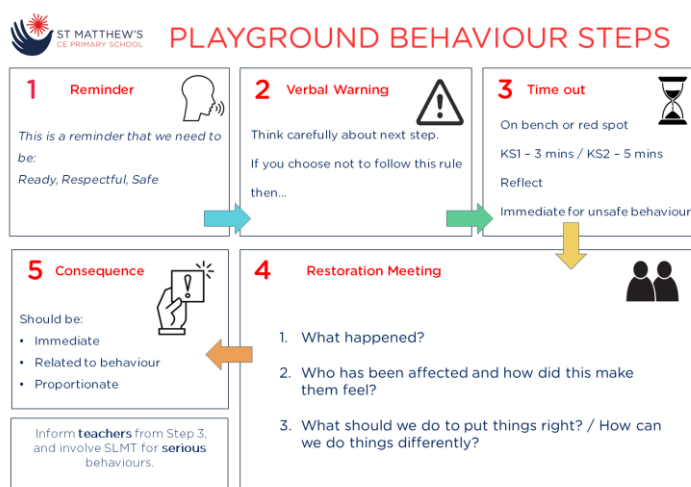 ST MATTHEW'S
CE PRIMARY SCHOOL
PLAYGROUND BEHAVIOUR STEPS
1 Reminder
This is a reminder that we need to
be:
Ready, Respectful, Safe
2 Verbal Warning
Think carefully about next step.
If you choose not to follow this rule
then...
3 Time out
On bench or red spot
KS1 – 3 mins / KS2 – 5 mins
Reflect
Immediate for unsafe behaviour
4 Restoration Meeting
1. What happened?
2. Who has been affected and how did this make
them feel?
3. What should we do to put things right? / How can
we do things differently?
5 Consequence
Should be:
• Immediate
• Related to behaviour
• Proportionate
Inform teachers from Step 3,
and involve SLMT for serious
behaviours.